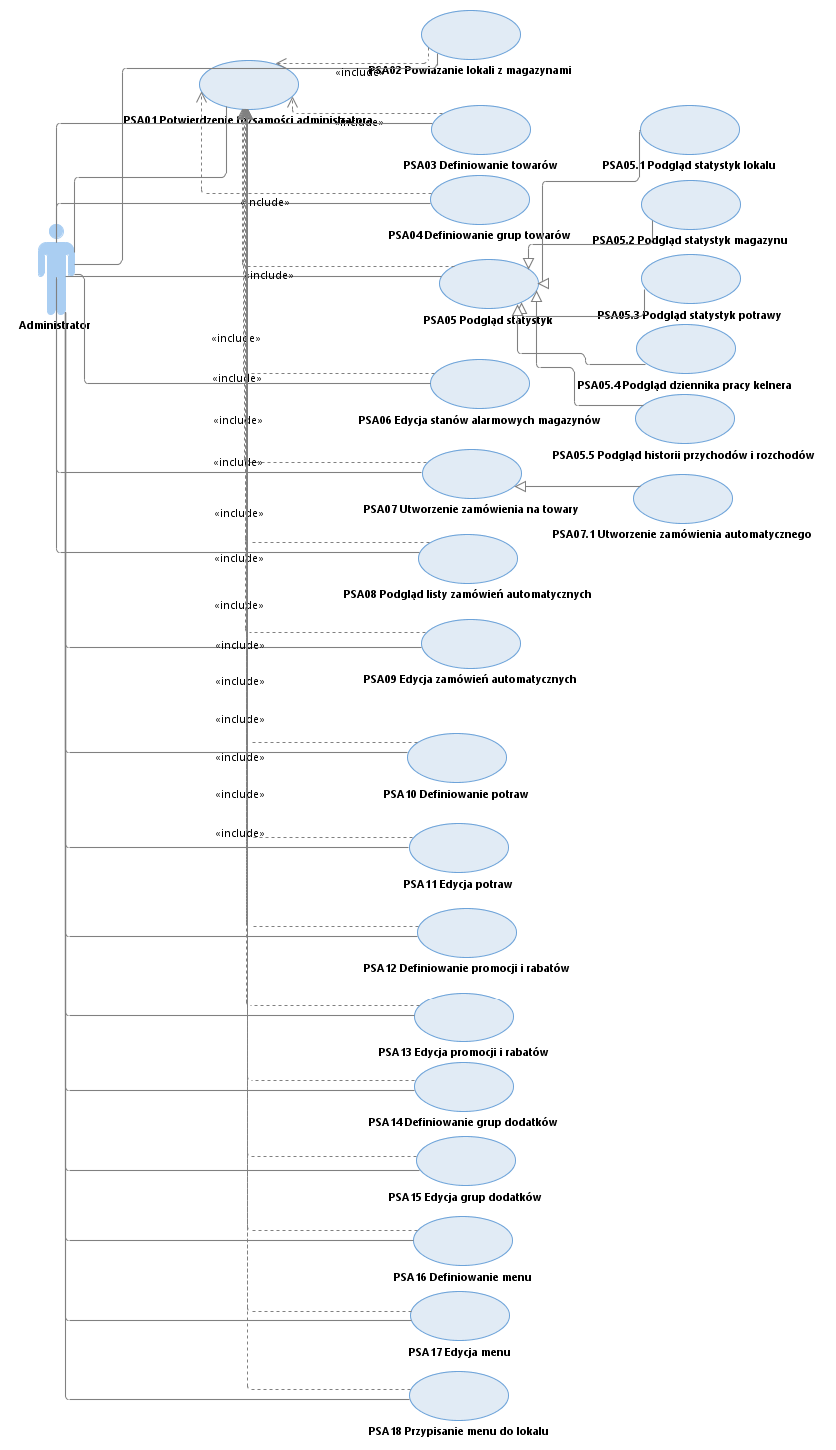 PSA02 Powiazanie lokali z magazynami
«include»
PSA01 Potwierdzenie tożsamości administratora
«include»
PSA03 Definiowanie towarów
PSA05.1 Podgląd statystyk lokalu
«include»
PSA04 Definiowanie grup towarów
PSA05.2 Podgląd statystyk magazynu
«include»
Administrator
PSA05 Podgląd statystyk
PSA05.3 Podgląd statystyk potrawy
«include»
«include»
PSA05.4 Podgląd dziennika pracy kelnera
«include»
PSA06 Edycja stanów alarmowych magazynów
PSA05.5 Podgląd historii przychodów i rozchodów
«include»
«include»
PSA07 Utworzenie zamówienia na towary
PSA07.1 Utworzenie zamówienia automatycznego
«include»
PSA08 Podgląd listy zamówień automatycznych
«include»
«include»
PSA09 Edycja zamówień automatycznych
«include»
«include»
«include»
PSA10 Definiowanie potraw
«include»
«include»
PSA11 Edycja potraw
PSA12 Definiowanie promocji i rabatów
PSA13 Edycja promocji i rabatów
PSA14 Definiowanie grup dodatków
PSA15 Edycja grup dodatków
PSA16 Definiowanie menu
PSA17 Edycja menu
PSA18 Przypisanie menu do lokalu